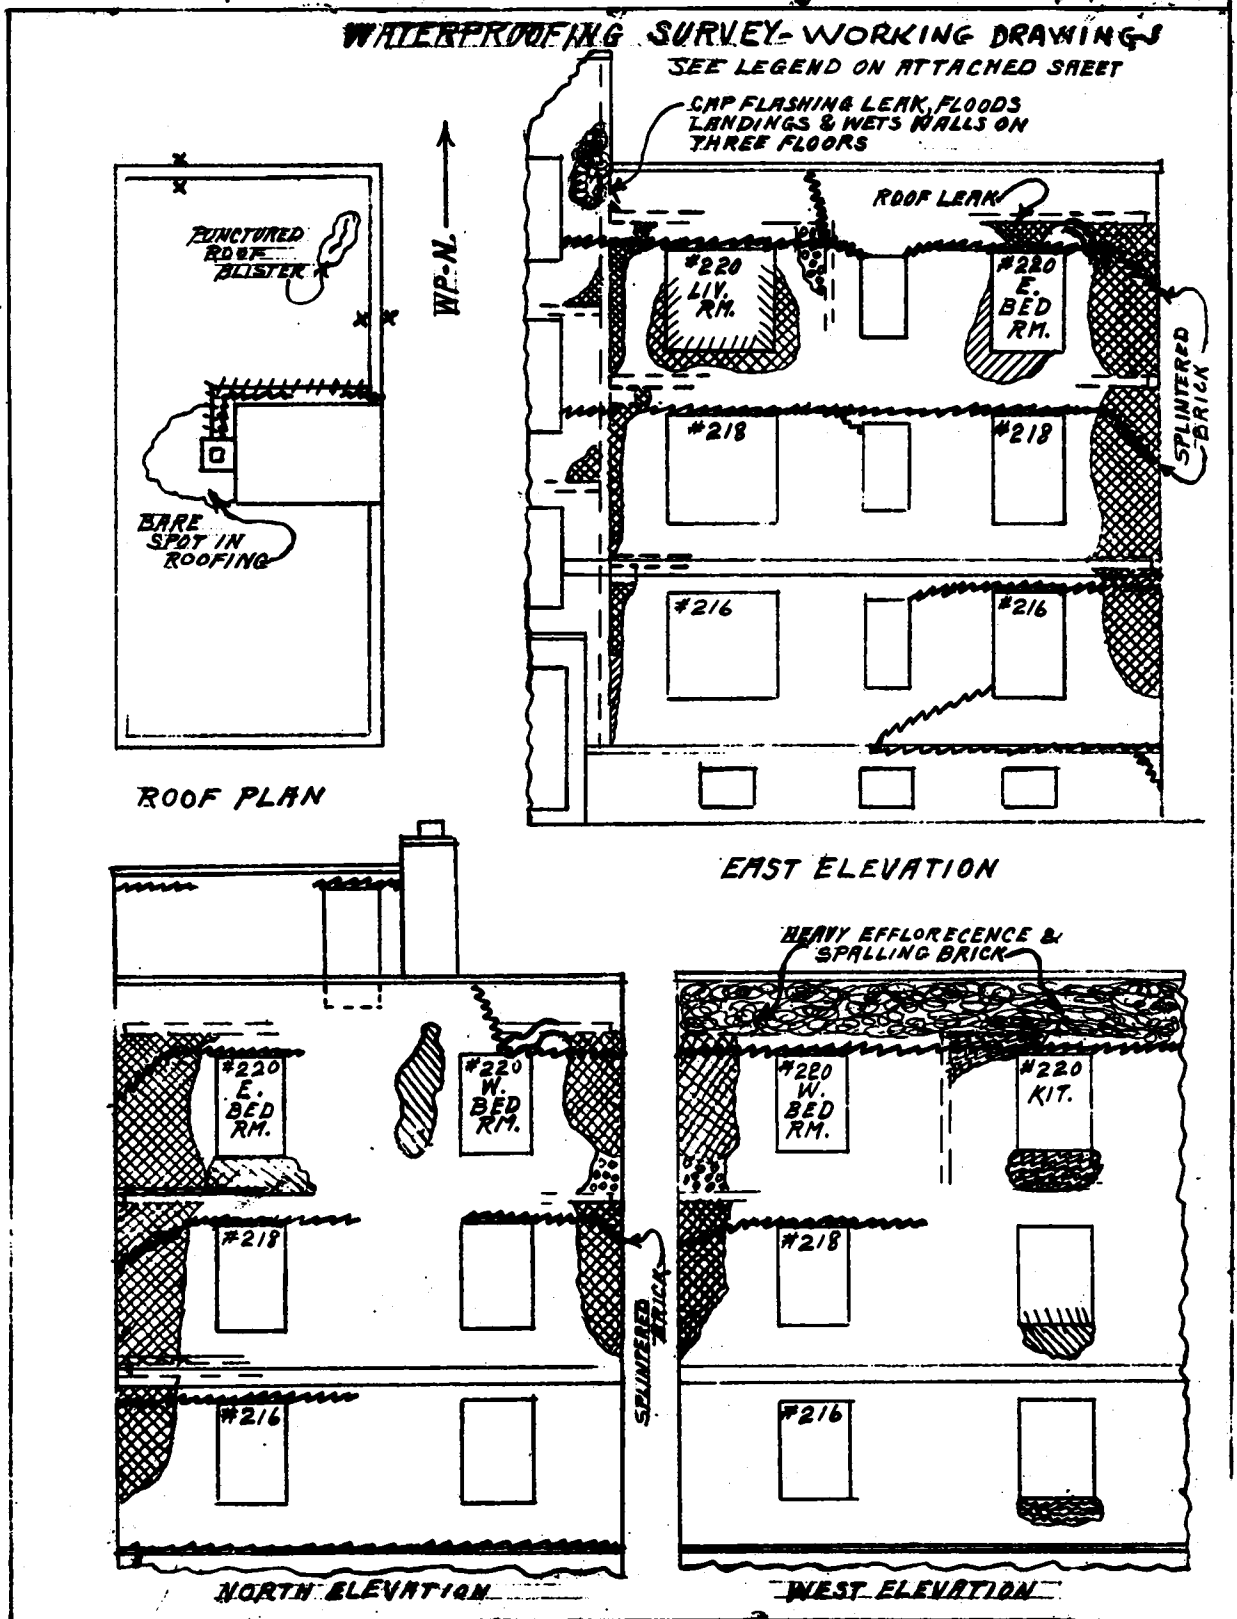 WATERPROOFING SURVEY-WORKING DRAWINGS
SEE LEGEND ON ATTACHED SHEET
CAP FLASHING LEAK, FLOODS
LANDINGS & WETS WALLS ON
THREE FLOORS
WP-N.
PUNCTURED
ROOF
BLISTER
BARE
SPOT IN
ROOFING
ROOF PLAN
ROOF LEAK
#220
LIV.
RM.
#220
E.
BED
RM.
SPLINTERED
BRICK
#218
#218
#216
#216
EAST ELEVATION
#220
E.
BED
RM.
#220
W.
BED
RM.
#218
SPLINTERED
BRICK
#216
NORTH ELEVATION
HEAVY EFFLORECENCE &
SPALLING BRICK
#220
W.
BED
RM.
#220
KIT.
#218
#216
WEST ELEVATION